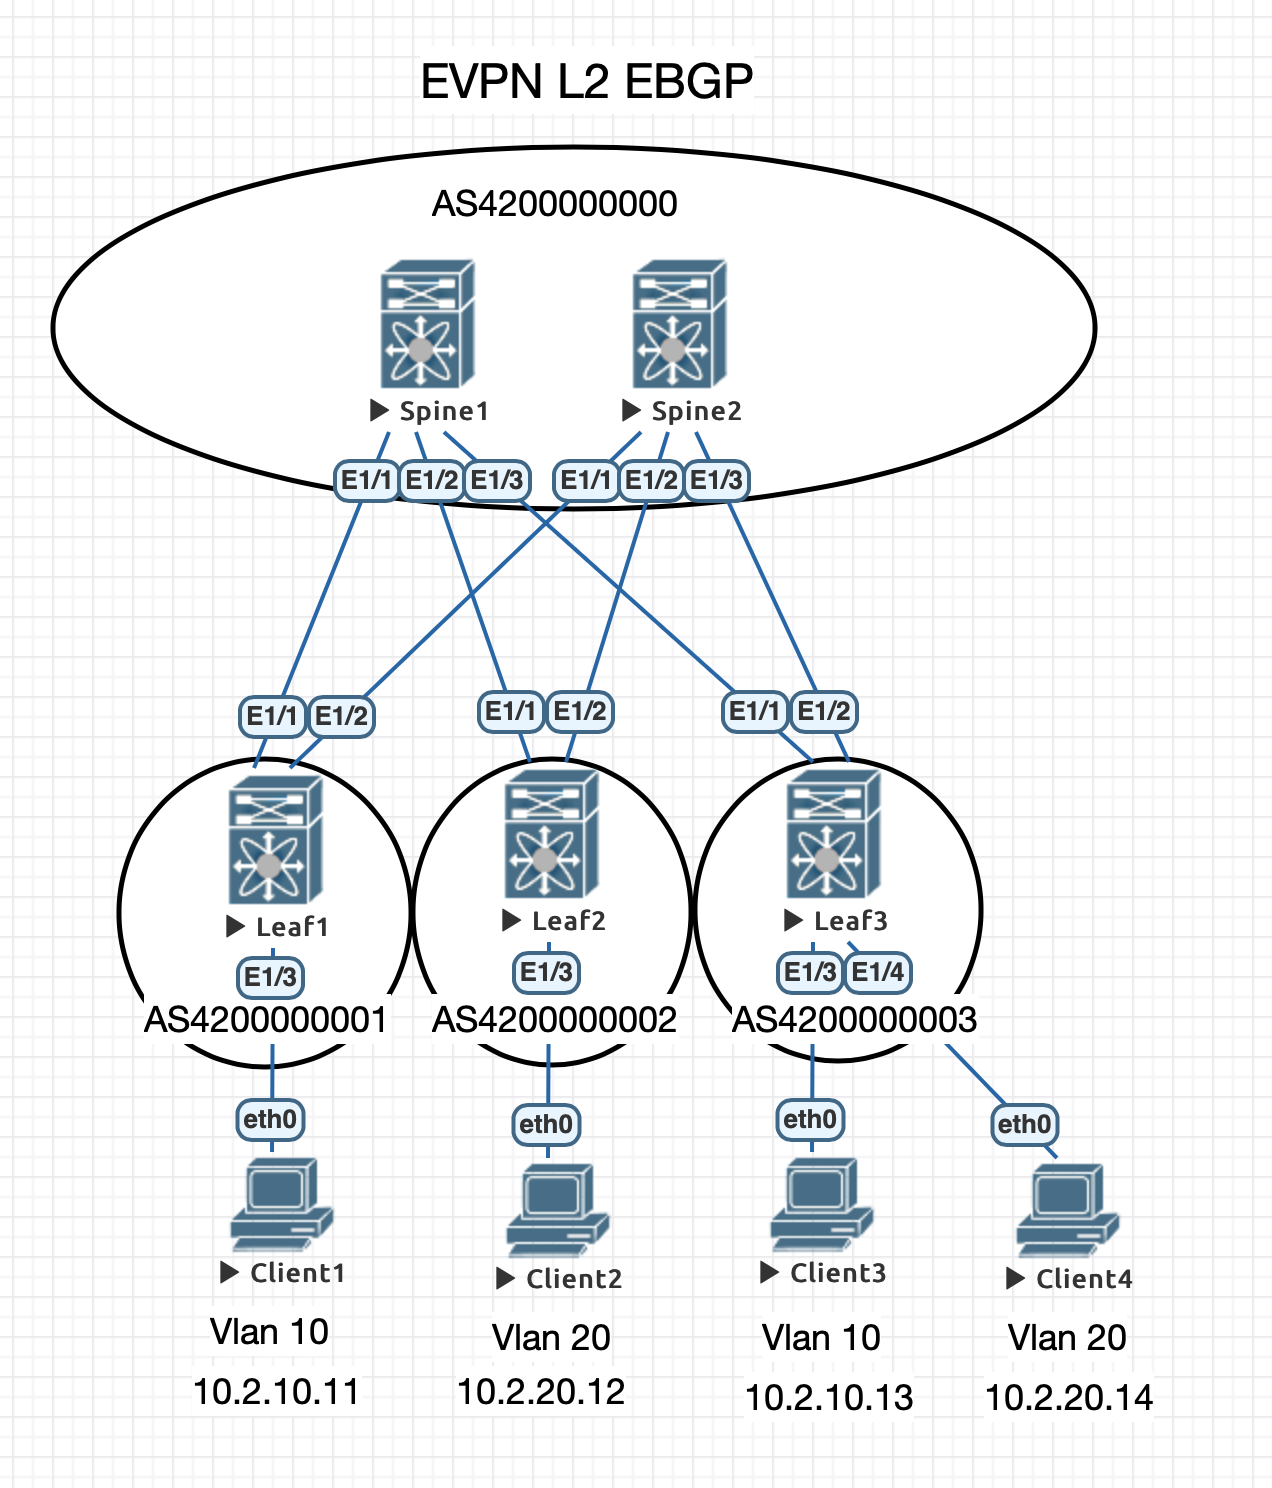 EVPN L2 EBGP
AS4200000000
Spine1
Spine2
E1/1 E1/2 E1/3
E1/1 E1/2 E1/3
E1/1 E1/2
E1/1 E1/2
E1/1 E1/2
Leaf1
Leaf2
Leaf3
E1/3
E1/3
E1/3 E1/4
AS4200000001
AS4200000002
AS4200000003
eth0
eth0
eth0
eth0
Client1
Client2
Client3
Client4
Vlan 10
Vlan 20
Vlan 10
Vlan 20
10.2.10.11
10.2.20.12
10.2.10.13
10.2.20.14